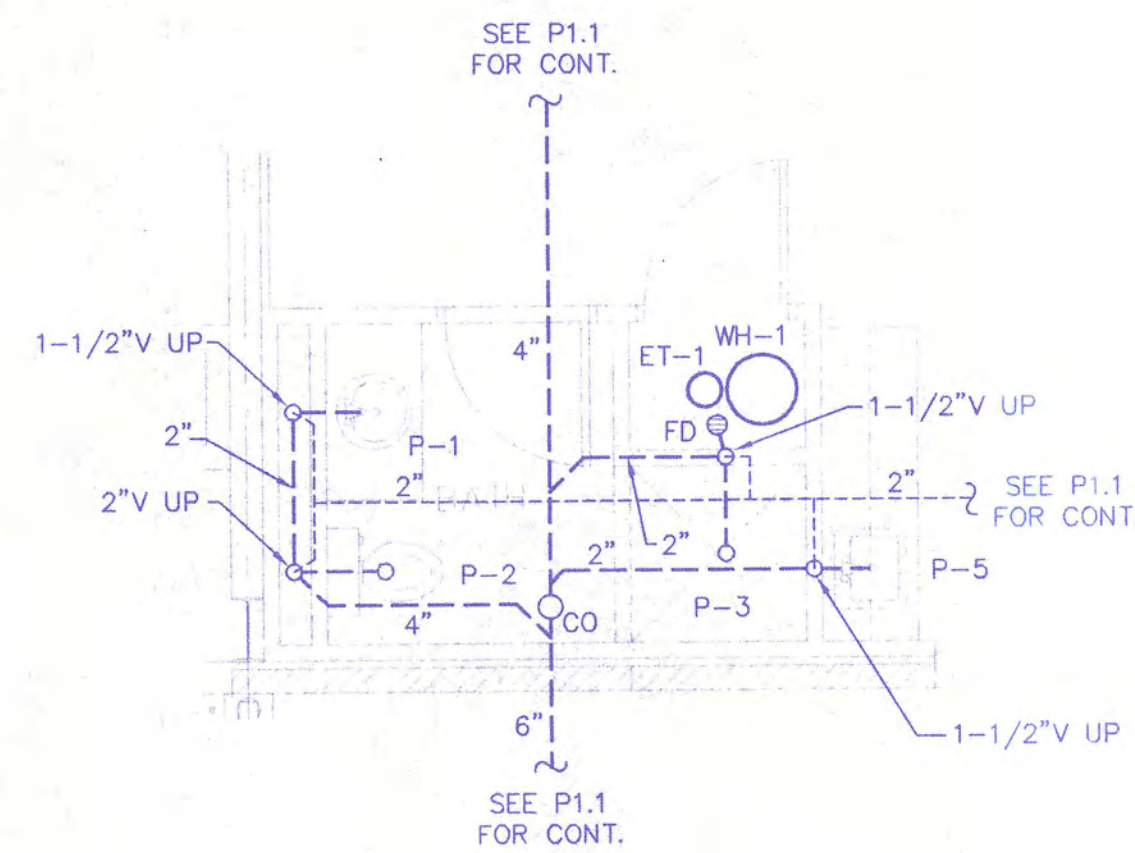 SEE P1.1
FOR CONT.
4"
WH-1
ET-1
1-1/2"V UP
1-1/2"V UP
FD
P-1
2"
2"
2"
SEE P1.1
FOR CONT
2"V UP
BATH
2"
2"
P-2
P-5
P-3
4"
CO
6"
1-1/2"V UP
SEE P1.1
FOR CONT.